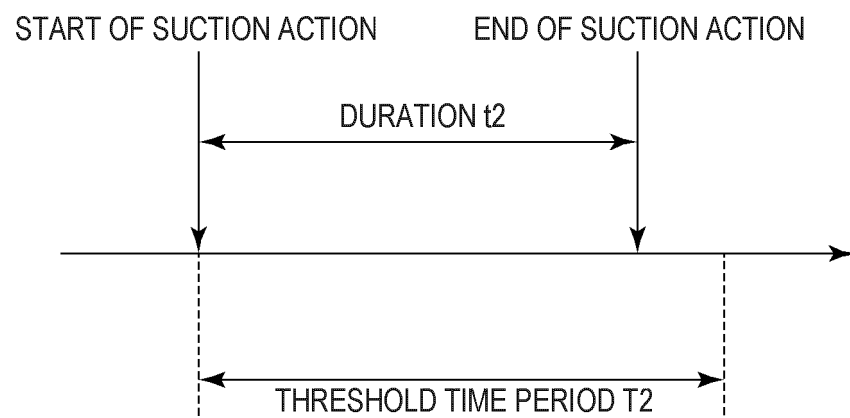 START OF SUCTION ACTION
END OF SUCTION ACTION
DURATION t2
THRESHOLD TIME PERIOD T2